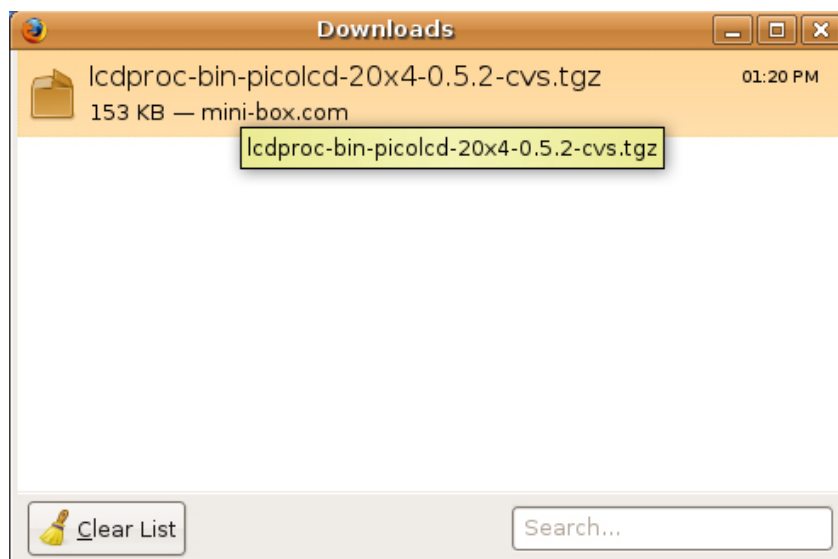 Downloads
lcdproc-bin-picolcd-20x4-0.5.2-cvs.tgz
01:20 PM
153 KB — mini-box.com
lcdproc-bin-picolcd-20x4-0.5.2-cvs.tgz
Clear List
Search...